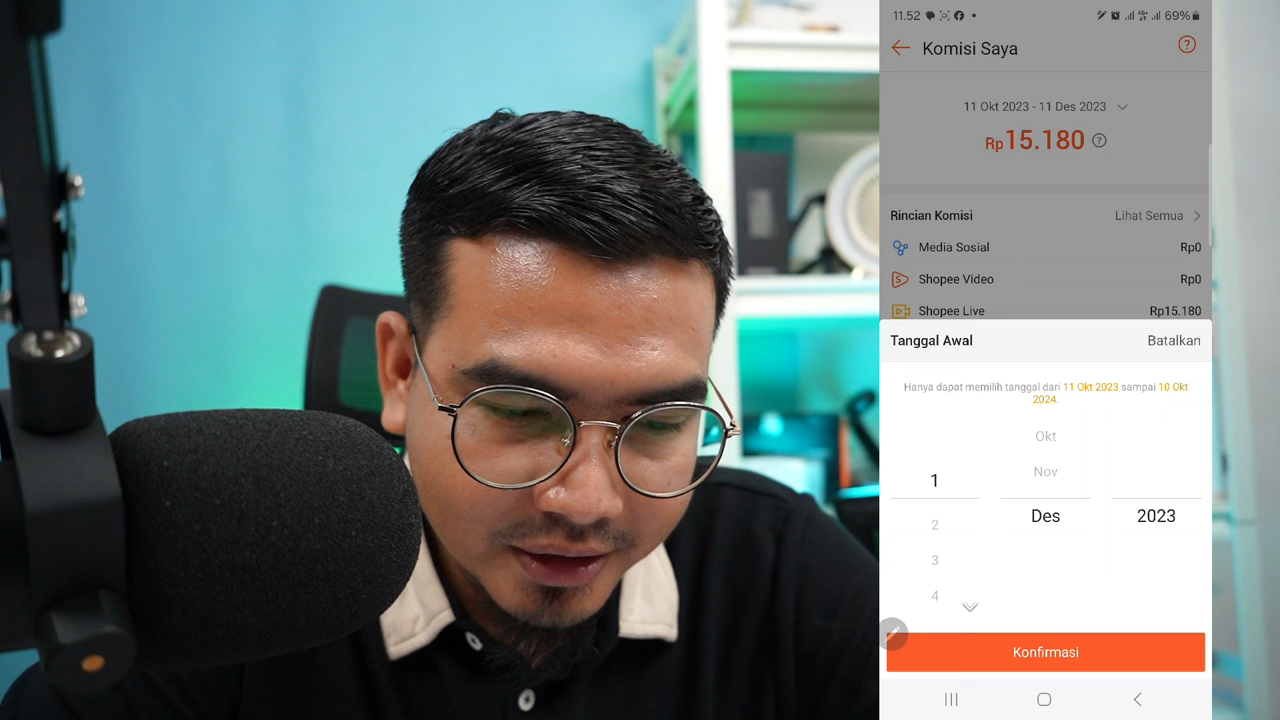 11.52 69%
Komisi Saya
11 Okt 2023 - 11 Des 2023
Rp15.180
Rincian Komisi Lihat Semua
Media Sosial Rp0
Shopee Video Rp0
Shopee Live Rp15.180
Tanggal Awal Batalkan
Hanya dapat memilih tanggal dari 11 Okt 2023 sampai 10 Okt
2024.
Okt
Nov
1
Des 2023
2
3
4
Konfirmasi